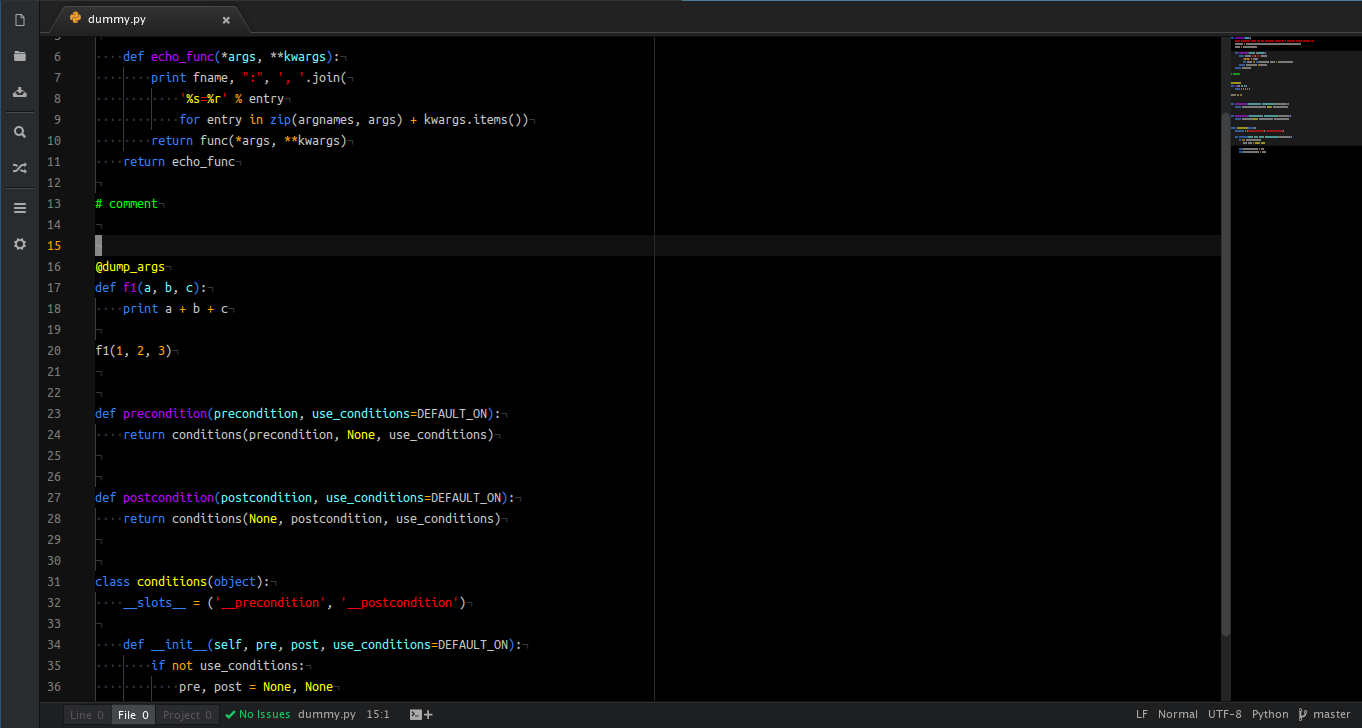 dummy.py ×
5
6     def echo_func(*args, **kwargs):
7         print fname, ":", ', '.join(
8             '%s=%r' % entry
9             for entry in zip(argnames, args) + kwargs.items())
10         return func(*args, **kwargs)
11     return echo_func
12
13 # comment
14
15
16 @dump_args
17 def f1(a, b, c):
18     print a + b + c
19
20 f1(1, 2, 3)
21
22
23 def precondition(precondition, use_conditions=DEFAULT_ON):
24     return conditions(precondition, None, use_conditions)
25
26
27 def postcondition(postcondition, use_conditions=DEFAULT_ON):
28     return conditions(None, postcondition, use_conditions)
29
30
31 class conditions(object):
32     __slots__ = ('__precondition', '__postcondition')
33
34     def __init__(self, pre, post, use_conditions=DEFAULT_ON):
35         if not use_conditions:
36             pre, post = None, None
Line 0 File 0 Project 0 No Issues dummy.py 15:1 LF Normal UTF-8 Python master